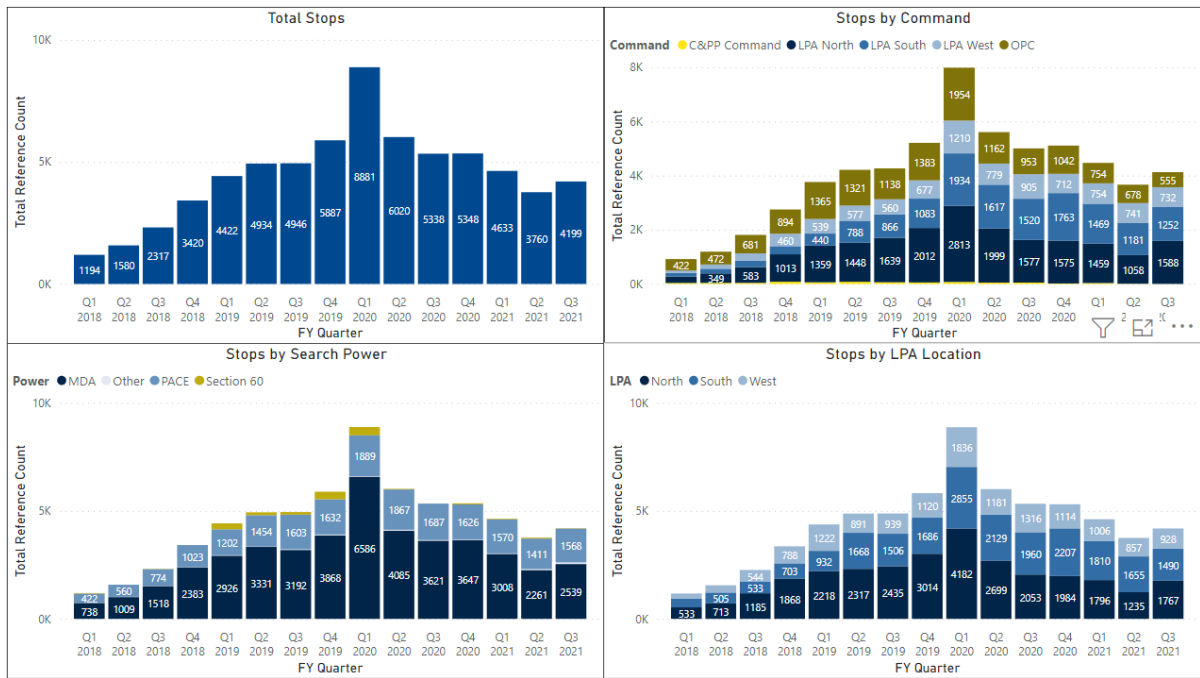 Total Stops
10K
5K
0K
Total Reference Count
1194 1580 2317 3420 4422 4934 4946 5887 8881 6020 5338 5348 4633 3760 4199
Q1 Q2 Q3 Q4 Q1 Q2 Q3 Q4 Q1 Q2 Q3 Q4 Q1 Q2 Q3
2018 2018 2018 2018 2019 2019 2019 2019 2020 2020 2020 2020 2021 2021 2021
FY Quarter
Stops by Command
Command C&PP Command LPA North LPA South LPA West OPC
8K
6K
4K
2K
0K
Total Reference Count
422 472 681 894 1365 1321 1138 1383 1954 1162 953 1042 754 678 555
460 539 577 560 677 1210 779 905 712 754 741 732
440 788 866 1083 1934 1617 1520 1763 1469 1181 1252
349 583 1013 1359 1448 1639 2012 2813 1999 1577 1575 1459 1058 1588
Q1 Q2 Q3 Q4 Q1 Q2 Q3 Q4 Q1 Q2 Q3 Q4 Q1 Q2 Q3
2018 2018 2018 2018 2019 2019 2019 2019 2020 2020 2020 2020
FY Quarter
Stops by Search Power
Power MDA Other PACE Section 60
10K
5K
0K
Total Reference Count
422 560 774 1023 1202 1454 1603 1632 1889 1867 1687 1626 1570 1411 1568
738 1009 1518 2383 2926 3331 3192 3868 6586 4085 3621 3647 3008 2261 2539
Q1 Q2 Q3 Q4 Q1 Q2 Q3 Q4 Q1 Q2 Q3 Q4 Q1 Q2 Q3
2018 2018 2018 2018 2019 2019 2019 2019 2020 2020 2020 2020 2021 2021 2021
FY Quarter
Stops by LPA Location
LPA North South West
10K
5K
0K
Total Reference Count
544 788 1222 891 939 1120 1836 1181 1316 1114 1006 857 928
505 533 703 932 1668 1506 1686 2855 2129 1960 2207 1810 1655 1490
533 713 1185 1868 2218 2317 2435 3014 4182 2699 2053 1984 1796 1235 1767
Q1 Q2 Q3 Q4 Q1 Q2 Q3 Q4 Q1 Q2 Q3 Q4 Q1 Q2 Q3
2018 2018 2018 2018 2019 2019 2019 2019 2020 2020 2020 2020 2021 2021 2021
FY Quarter